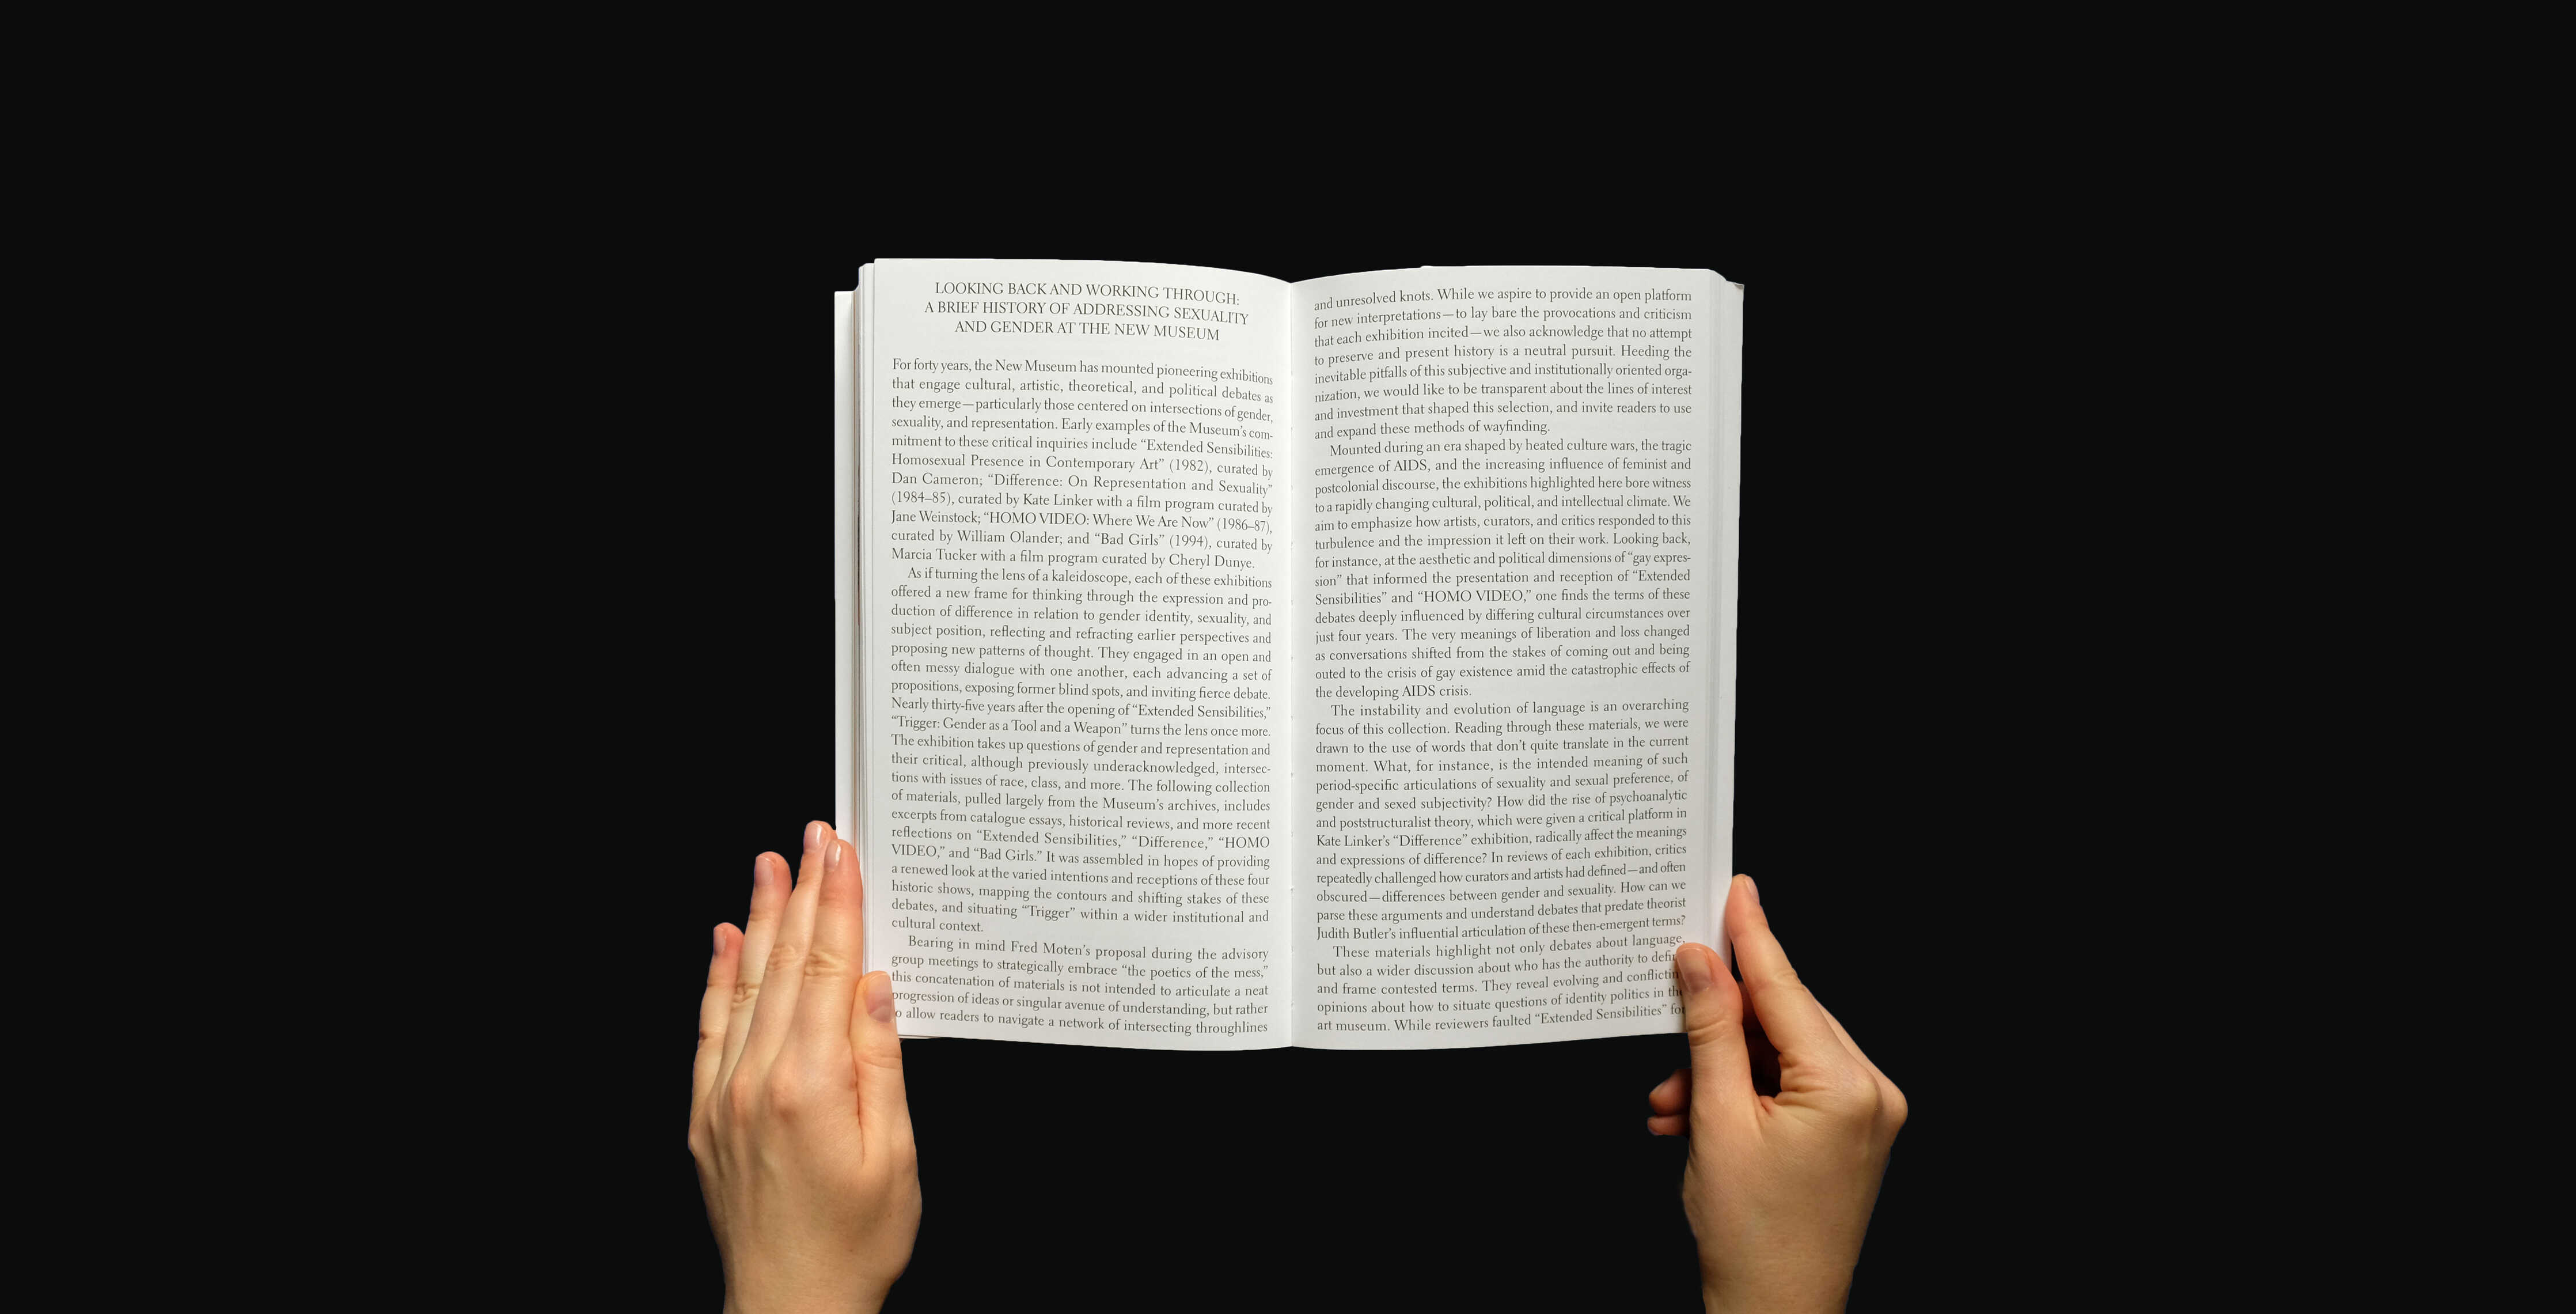 LOOKING BACK AND WORKING THROUGH:
A BRIEF HISTORY OF ADDRESSING SEXUALITY
AND GENDER AT THE NEW MUSEUM
For forty years, the New Museum has mounted pioneering exhibitions
that engage cultural, artistic, theoretical, and political debates as
they emerge—particularly those centered on intersections of gender,
sexuality, and representation. Early examples of the Museum’s com-
mitment to these critical inquiries include “Extended Sensibilities:
Homosexual Presence in Contemporary Art” (1982), curated by
Dan Cameron; “Difference: On Representation and Sexuality”
(1984–85), curated by Kate Linker with a film program curated by
Jane Weinstock; “HOMO VIDEO: Where We Are Now” (1986–87),
curated by William Olander; and “Bad Girls” (1994), curated by
Marcia Tucker with a film program curated by Cheryl Dunye.
As if turning the lens of a kaleidoscope, each of these exhibitions
offered a new frame for thinking through the expression and pro-
duction of difference in relation to gender identity, sexuality, and
subject position, reflecting and refracting earlier perspectives and
proposing new patterns of thought. They engaged in an open and
often messy dialogue with one another, each advancing a set of
propositions, exposing former blind spots, and inviting fierce debate.
Nearly thirty-five years after the opening of “Extended Sensibilities,”
“Trigger: Gender as a Tool and a Weapon” turns the lens once more.
The exhibition takes up questions of gender and representation and
their critical, although previously underacknowledged, intersec-
tions with issues of race, class, and more. The following collection
of materials, pulled largely from the Museum’s archives, includes
excerpts from catalogue essays, historical reviews, and more recent
reflections on “Extended Sensibilities,” “Difference,” “HOMO
VIDEO,” and “Bad Girls.” It was assembled in hopes of providing
a renewed look at the varied intentions and receptions of these four
historic shows, mapping the contours and shifting stakes of these
debates, and situating “Trigger” within a wider institutional and
cultural context.
Bearing in mind Fred Moten’s proposal during the advisory
group meetings to strategically embrace “the poetics of the mess,”
this concatenation of materials is not intended to articulate a neat
progression of ideas or singular avenue of understanding, but rather
o allow readers to navigate a network of intersecting throughlines
and unresolved knots. While we aspire to provide an open platform
for new interpretations—to lay bare the provocations and criticism
that each exhibition incited—we also acknowledge that no attempt
to preserve and present history is a neutral pursuit. Heeding the
inevitable pitfalls of this subjective and institutionally oriented orga-
nization, we would like to be transparent about the lines of interest
and investment that shaped this selection, and invite readers to use
and expand these methods of wayfinding.
Mounted during an era shaped by heated culture wars, the tragic
emergence of AIDS, and the increasing influence of feminist and
postcolonial discourse, the exhibitions highlighted here bore witness
to a rapidly changing cultural, political, and intellectual climate. We
aim to emphasize how artists, curators, and critics responded to this
turbulence and the impression it left on their work. Looking back,
for instance, at the aesthetic and political dimensions of “gay expres-
sion” that informed the presentation and reception of “Extended
Sensibilities” and “HOMO VIDEO,” one finds the terms of these
debates deeply influenced by differing cultural circumstances over
just four years. The very meanings of liberation and loss changed
as conversations shifted from the stakes of coming out and being
outed to the crisis of gay existence amid the catastrophic effects of
the developing AIDS crisis.
The instability and evolution of language is an overarching
focus of this collection. Reading through these materials, we were
drawn to the use of words that don’t quite translate in the current
moment. What, for instance, is the intended meaning of such
period-specific articulations of sexuality and sexual preference, of
gender and sexed subjectivity? How did the rise of psychoanalytic
and poststructuralist theory, which were given a critical platform in
Kate Linker’s “Difference” exhibition, radically affect the meanings
and expressions of difference? In reviews of each exhibition, critics
repeatedly challenged how curators and artists had defined—and often
obscured—differences between gender and sexuality. How can we
parse these arguments and understand debates that predate theorist
Judith Butler’s influential articulation of these then-emergent terms?
These materials highlight not only debates about language,
but also a wider discussion about who has the authority to defin
and frame contested terms. They reveal evolving and conflictin
opinions about how to situate questions of identity politics in th
art museum. While reviewers faulted “Extended Sensibilities” for